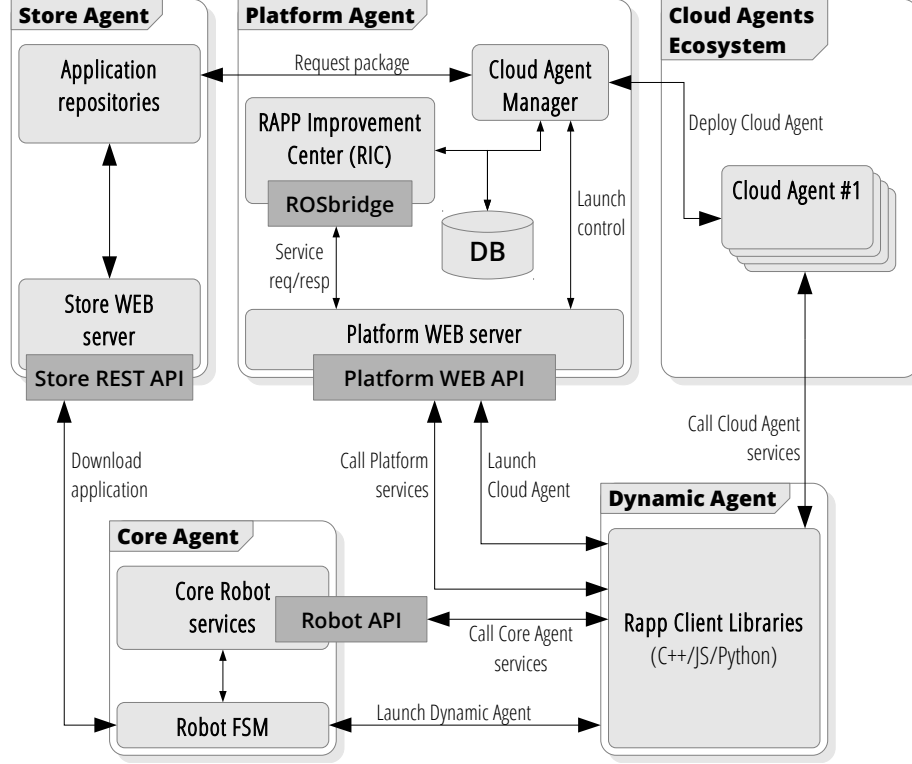 Store Agent
Platform Agent
Cloud Agents
Ecosystem
Application
repositories
Request package
Cloud Agent
Manager
RAPP Improvement
Center (RIC)
ROSbridge
Deploy Cloud Agent
Cloud Agent #1
Launch
control
DB
Service
req/resp
Store WEB
server
Store REST API
Platform WEB server
Platform WEB API
Download
application
Call Platform
services
Launch
Cloud Agent
Call Cloud Agent
services
Dynamic Agent
Core Agent
Core Robot
services
Robot API
Call Core Agent
services
Rapp Client Libraries
(C++/JS/Python)
Robot FSM
Launch Dynamic Agent